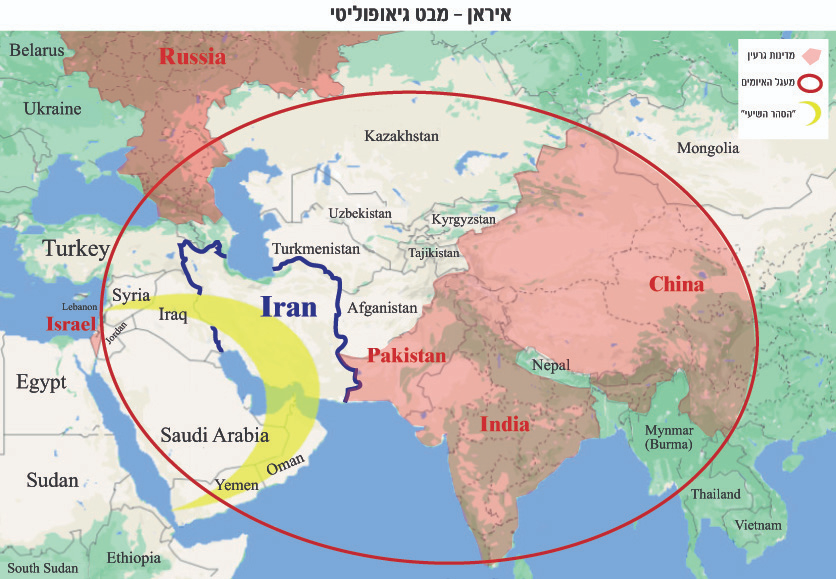 איראן – מבט גיאופוליטי
מדינות גרעין
מעגל האיומים
"הסהר השיעי"
Belarus
Russia
Ukraine
Kazakhstan
Mongolia
Uzbekistan
Kyrgyzstan
Turkey
Turkmenistan
Tajikistan
Syria
Lebanon
Iraq
Iran
Afganistan
China
Israel
Jordan
Pakistan
Nepal
Egypt
Saudi Arabia
India
Mynmar
(Burma)
Sudan
Yemen
Oman
Thailand
Vietnam
South Sudan
Ethiopia